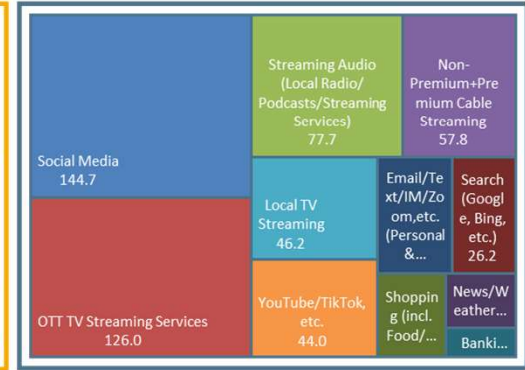 Social Media
144.7
OTT TV Streaming Services
126.0
Streaming Audio
(Local Radio/
Podcasts/Streaming
Services)
77.7
Non-
Premium+Pre
mium Cable
Streaming
57.8
Local TV
Streaming
46.2
YouTube/TikTok,
etc.
44.0
Email/Te
xt/IM/Zo
om,etc.
(Personal
&...
Search
(Googl
e, Bing,
etc.)
26.2
Shoppin
g (incl.
Food/...
News/W
eather...
Banki...